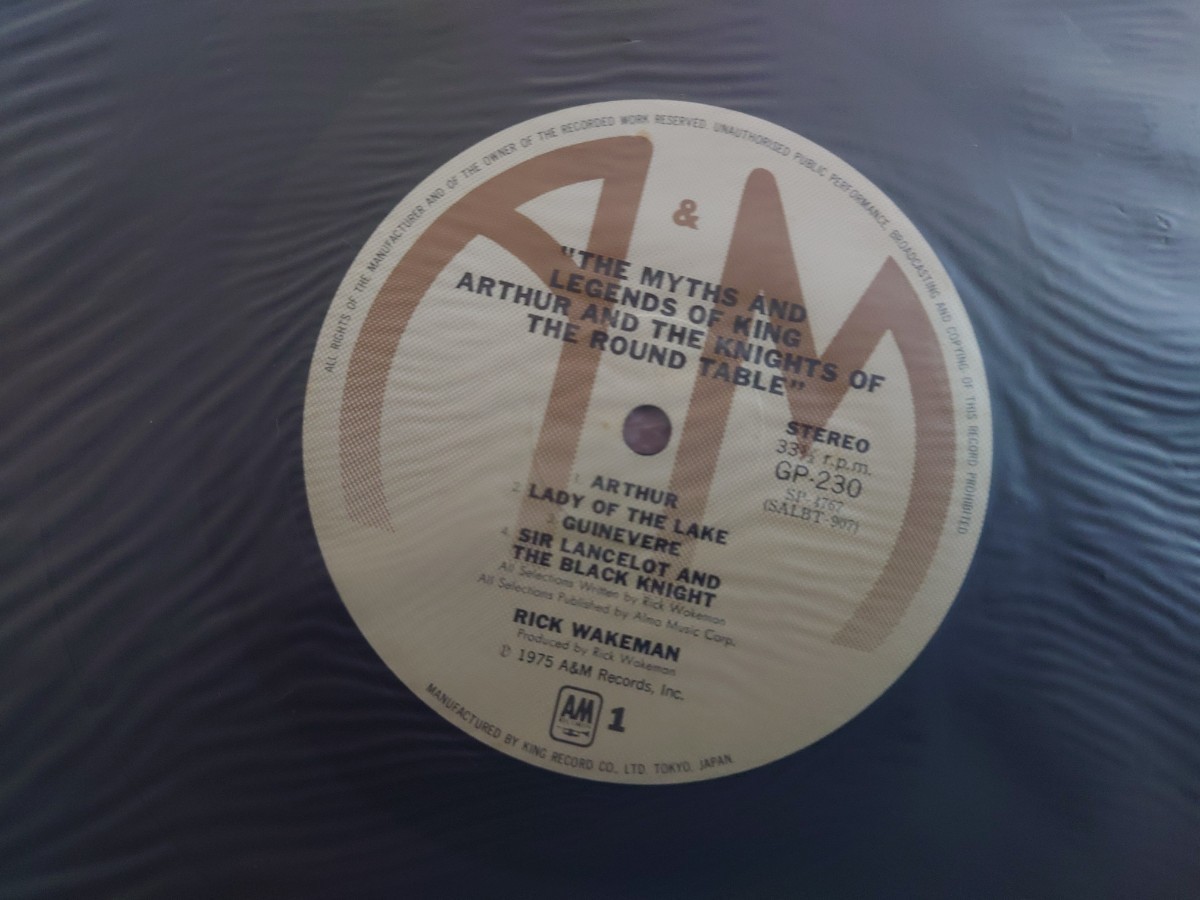 ALL RIGHTS OF THE MANUFACTURER AND OF THE OWNER OF THE RECORDED WORK RESERVED. UNAUTHORISED PUBLIC PERFORMANCE, BROADCASTING AND COPYING OF THIS RECORD PROHIBITED
A & M
"THE MYTHS AND
LEGENDS OF KING
ARTHUR AND THE KNIGHTS OF
THE ROUND TABLE"
STEREO
33⅓ r.p.m.
GP-230
SP-4767
(SALBT-907)
1. ARTHUR
2. LADY OF THE LAKE
3. GUINEVERE
4. SIR LANCELOT AND
THE BLACK KNIGHT
All Selections Written by Rick Wakeman
All Selections Published by Almo Music Corp.
RICK WAKEMAN
Produced by Rick Wakeman
℗ 1975 A&M Records, Inc.
AM
RECORDS
1
MANUFACTURED BY KING RECORD CO., LTD. TOKYO, JAPAN